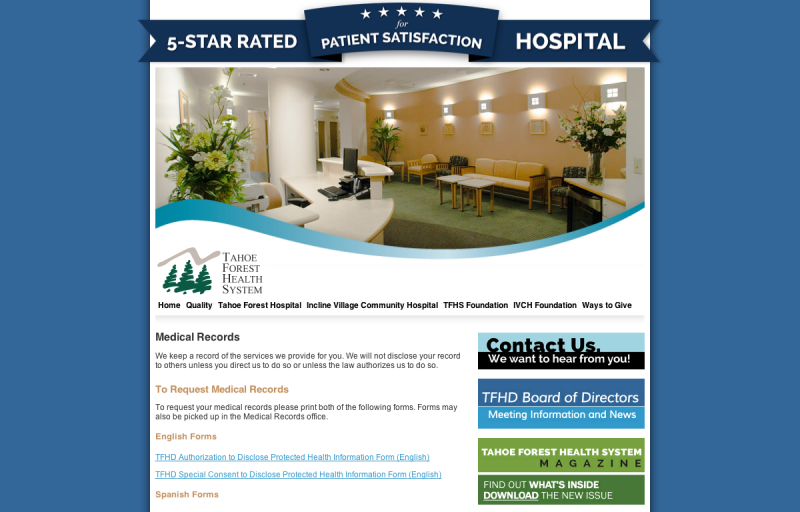 ★ ★ ★ ★ ★
for
5-STAR RATED PATIENT SATISFACTION HOSPITAL
TAHOE
FOREST
HEALTH
SYSTEM
Home Quality Tahoe Forest Hospital Incline Village Community Hospital TFHS Foundation IVCH Foundation Ways to Give
Medical Records
We keep a record of the services we provide for you. We will not disclose your record
to others unless you direct us to do so or unless the law authorizes us to do so.
To Request Medical Records
To request your medical records please print both of the following forms. Forms may
also be picked up in the Medical Records office.
English Forms
TFHD Authorization to Disclose Protected Health Information Form (English)
TFHD Special Consent to Disclose Protected Health Information Form (English)
Spanish Forms
Contact Us.
We want to hear from you!
TFHD Board of Directors
Meeting Information and News
TAHOE FOREST HEALTH SYSTEM
MAGAZINE
FIND OUT WHAT'S INSIDE
DOWNLOAD THE NEW ISSUE